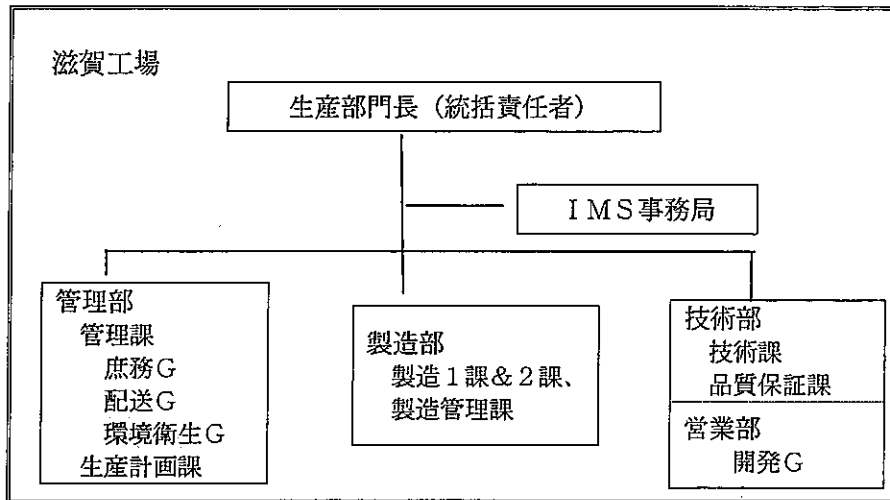 滋賀工場
生産部門長（統括責任者）
ＩＭＳ事務局
管理部
管理課
庶務Ｇ
配送Ｇ
環境衛生Ｇ
生産計画課
製造部
製造１課＆２課、
製造管理課
技術部
技術課
品質保証課
営業部
開発Ｇ